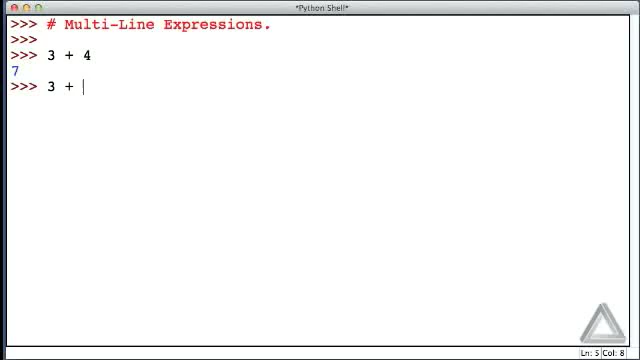 *Python Shell*
>>> # Multi-Line Expressions.
>>>
>>> 3 + 4
7
>>> 3 +
Ln: 5 Col: 8